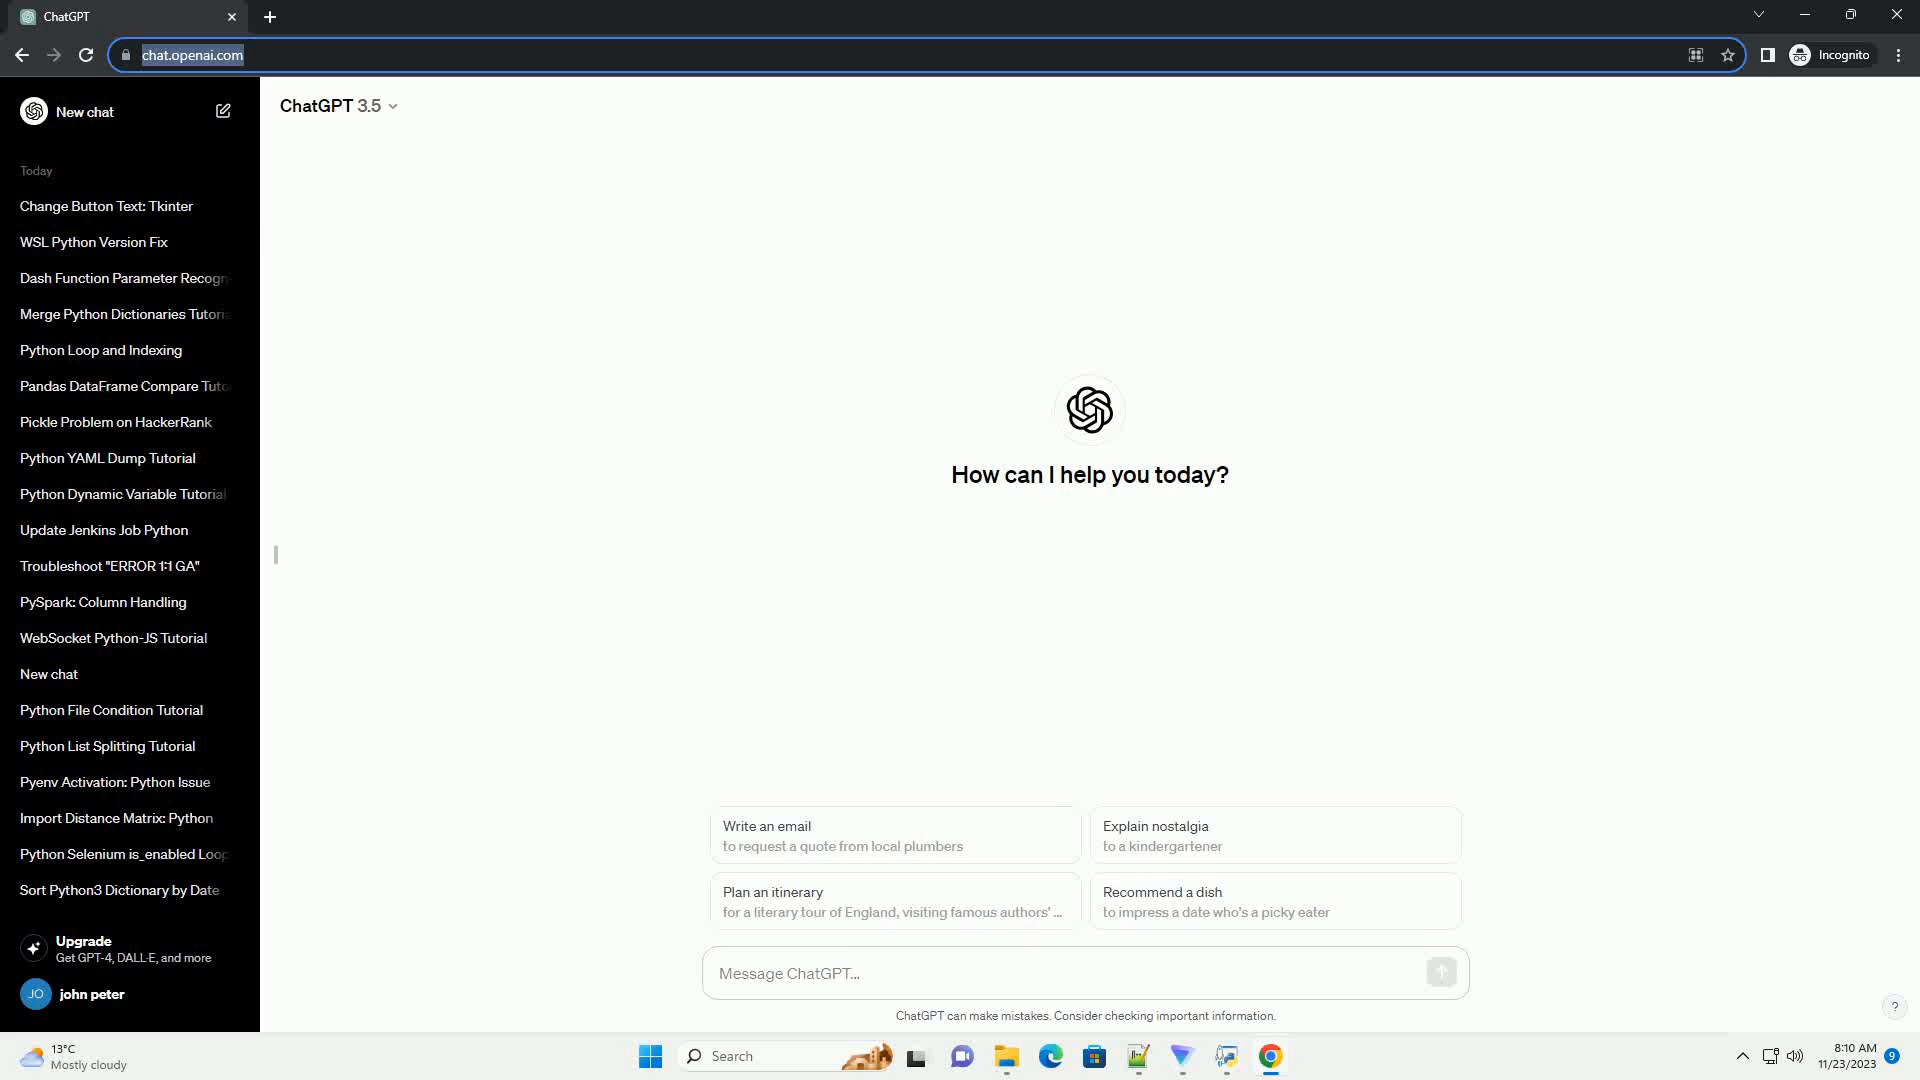 ChatGPT
chat.openai.com
Incognito
New chat
ChatGPT 3.5
Today
Change Button Text: Tkinter
WSL Python Version Fix
Dash Function Parameter Recogn
Merge Python Dictionaries Tutoria
Python Loop and Indexing
Pandas DataFrame Compare Tuto
Pickle Problem on HackerRank
Python YAML Dump Tutorial
Python Dynamic Variable Tutorial
Update Jenkins Job Python
Troubleshoot "ERROR 1:1 GA"
PySpark: Column Handling
WebSocket Python-JS Tutorial
New chat
Python File Condition Tutorial
Python List Splitting Tutorial
Pyenv Activation: Python Issue
Import Distance Matrix: Python
Python Selenium is_enabled Loop
Sort Python3 Dictionary by Date
Upgrade
Get GPT-4, DALL·E, and more
JO john peter
How can I help you today?
Write an email
to request a quote from local plumbers
Explain nostalgia
to a kindergartener
Plan an itinerary
for a literary tour of England, visiting famous authors' ...
Recommend a dish
to impress a date who's a picky eater
Message ChatGPT...
ChatGPT can make mistakes. Consider checking important information.
?
13°C
Mostly cloudy
Search
8:10 AM
11/23/2023
9